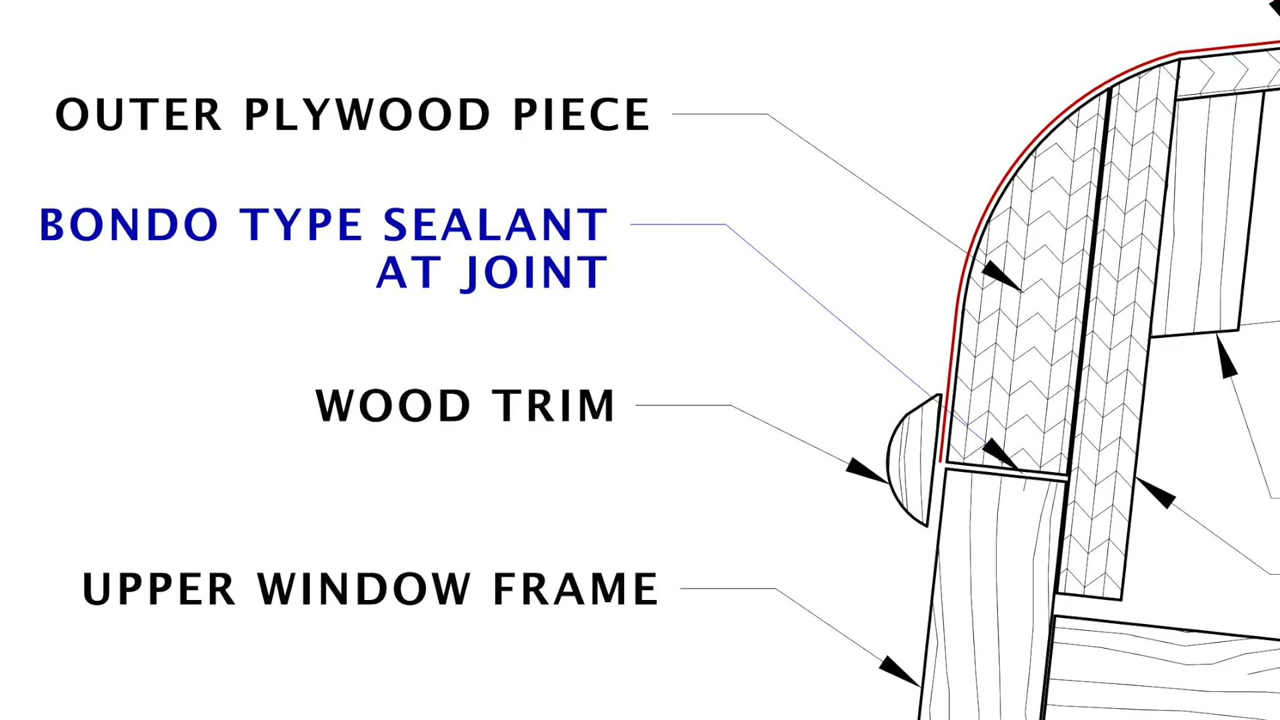 OUTER PLYWOOD PIECE
BONDO TYPE SEALANT
AT JOINT
WOOD TRIM
UPPER WINDOW FRAME